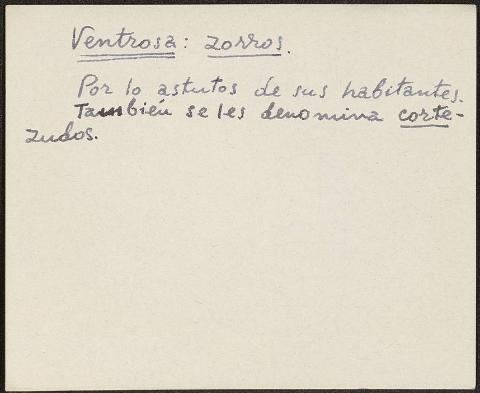 Ventrosa: zorros.
Por lo astutos de sus habitantes.
También se les denomina corte-
zudos.